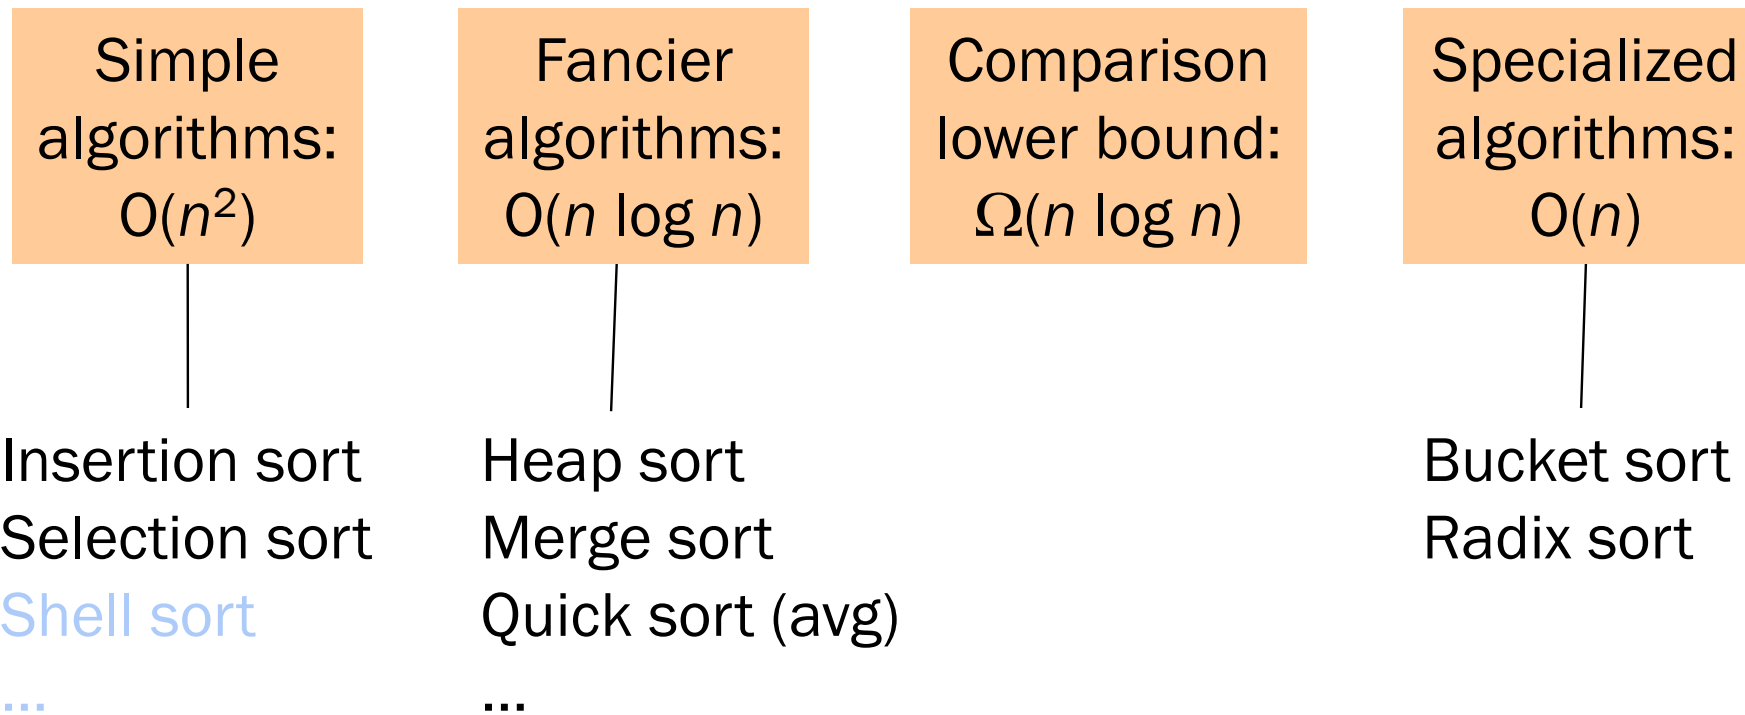 Simple
algorithms:
O(n²)
Fancier
algorithms:
O(n log n)
Comparison
lower bound:
Ω(n log n)
Specialized
algorithms:
O(n)
Insertion sort
Selection sort
Shell sort
…
Heap sort
Merge sort
Quick sort (avg)
…
Bucket sort
Radix sort